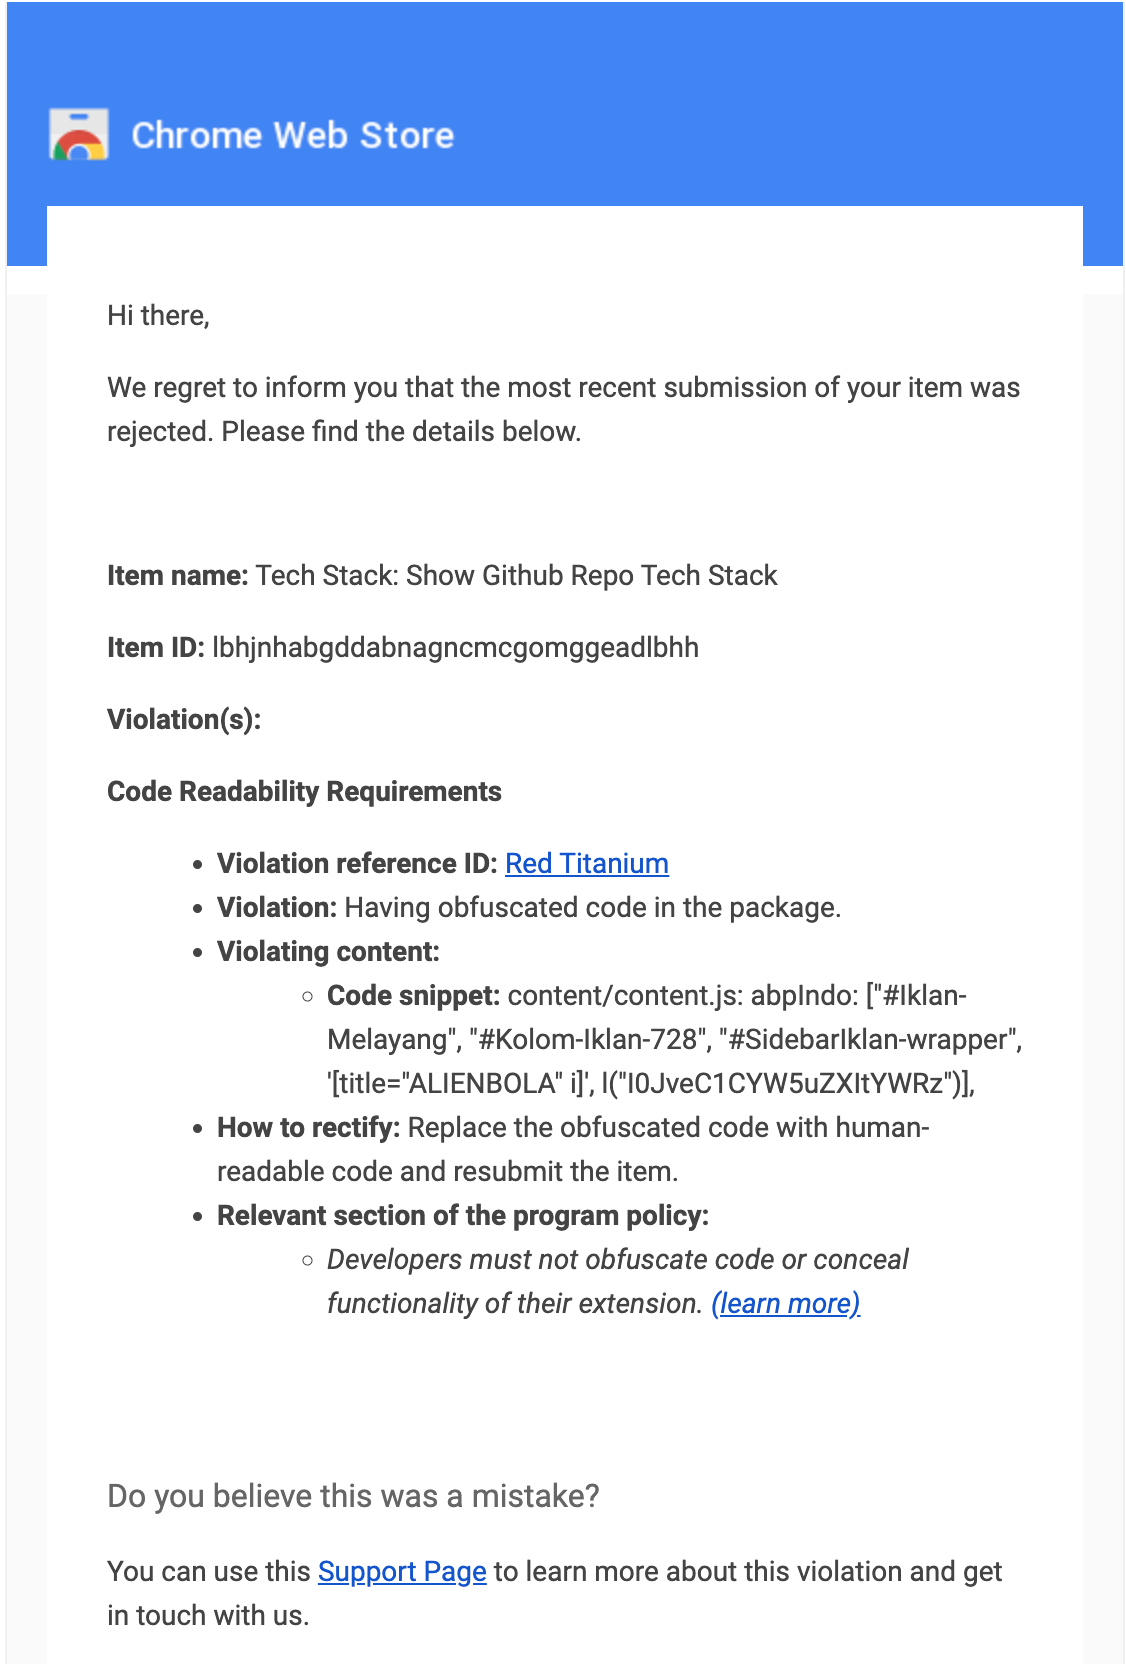 Chrome Web Store
Hi there,
We regret to inform you that the most recent submission of your item was
rejected. Please find the details below.
Item name: Tech Stack: Show Github Repo Tech Stack
Item ID: lbhjnhabgddabnagncmcgomggeadlbhh
Violation(s):
Code Readability Requirements
• Violation reference ID: Red Titanium
• Violation: Having obfuscated code in the package.
• Violating content:
○ Code snippet: content/content.js: abpIndo: ["#Iklan-
Melayang", "#Kolom-Iklan-728", "#SidebarIklan-wrapper",
'[title="ALIENBOLA" i]', l("I0JveC1CYW5uZXItYWRz")],
• How to rectify: Replace the obfuscated code with human-
readable code and resubmit the item.
• Relevant section of the program policy:
○ Developers must not obfuscate code or conceal
functionality of their extension. (learn more)
Do you believe this was a mistake?
You can use this Support Page to learn more about this violation and get
in touch with us.